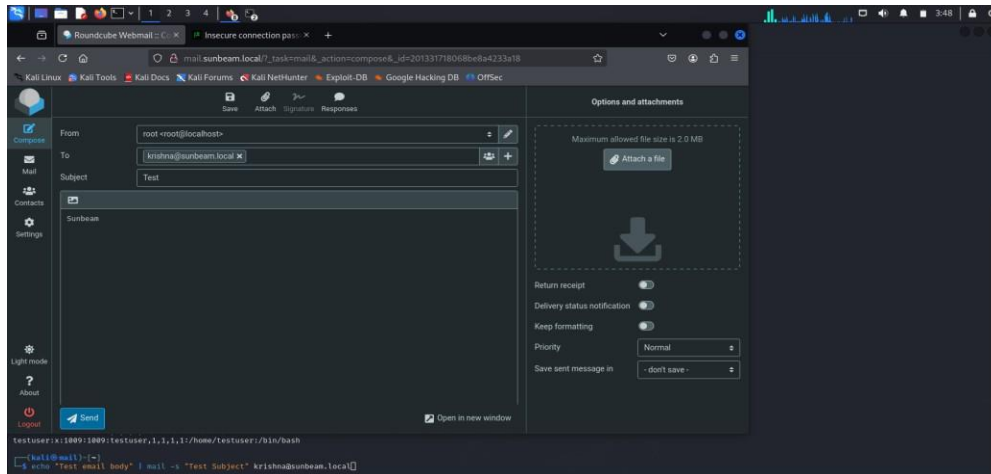 1 2 3 4
3:48
Roundcube Webmail :: Co
Insecure connection pass
mail.sunbeam.local/?_task=mail&_action=compose&_id=201331718068be8a4233a18
Kali Linux Kali Tools Kali Docs Kali Forums Kali NetHunter Exploit-DB Google Hacking DB OffSec
Save Attach Signature Responses
Options and attachments
Compose
Mail
Contacts
Settings
Light mode
About
Logout
From root <root@localhost>
To krishna@sunbeam.local
Subject Test
Sunbeam
Send
Open in new window
Maximum allowed file size is 2.0 MB
Attach a file
Return receipt
Delivery status notification
Keep formatting
Priority Normal
Save sent message in - don't save -
testuser:x:1009:1009:testuser,1,1,1,1:/home/testuser:/bin/bash
(kali㉿mail)-[~]
$ echo "Test email body" | mail -s "Test Subject" krishna@sunbeam.local